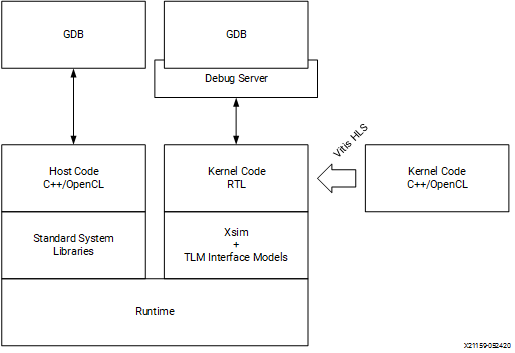 GDB
GDB
Debug Server
Vitis HLS
Host Code
C++/OpenCL
Kernel Code
RTL
Kernel Code
C++/OpenCL
Standard System
Libraries
Xsim
+
TLM Interface Models
Runtime
X21159-052420